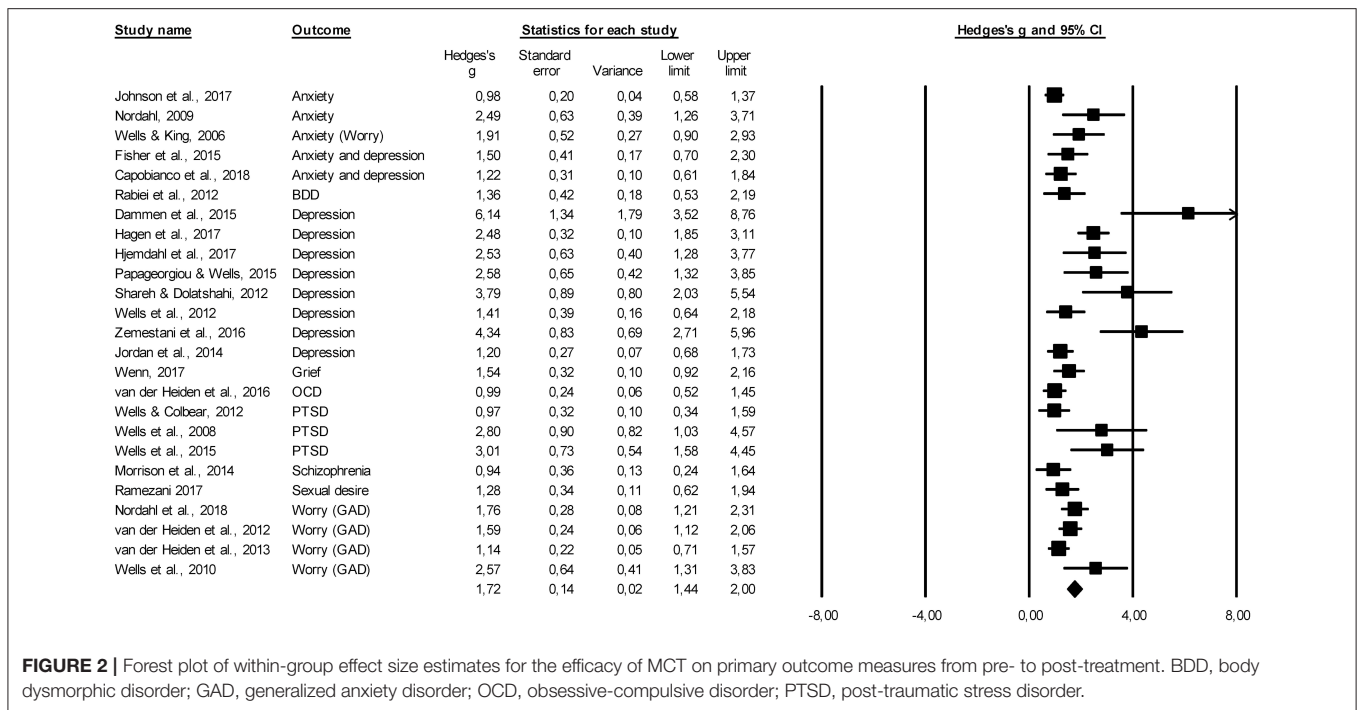 Study name Outcome Statistics for each study Hedges's g and 95% CI
Hedges's Standard Lower Upper
g error Variance limit limit
Johnson et al., 2017 Anxiety 0,98 0,20 0,04 0,58 1,37
Nordahl, 2009 Anxiety 2,49 0,63 0,39 1,26 3,71
Wells & King, 2006 Anxiety (Worry) 1,91 0,52 0,27 0,90 2,93
Fisher et al., 2015 Anxiety and depression 1,50 0,41 0,17 0,70 2,30
Capobianco et al., 2018 Anxiety and depression 1,22 0,31 0,10 0,61 1,84
Rabiei et al., 2012 BDD 1,36 0,42 0,18 0,53 2,19
Dammen et al., 2015 Depression 6,14 1,34 1,79 3,52 8,76
Hagen et al., 2017 Depression 2,48 0,32 0,10 1,85 3,11
Hjemdahl et al., 2017 Depression 2,53 0,63 0,40 1,28 3,77
Papageorgiou & Wells, 2015 Depression 2,58 0,65 0,42 1,32 3,85
Shareh & Dolatshahi, 2012 Depression 3,79 0,89 0,80 2,03 5,54
Wells et al., 2012 Depression 1,41 0,39 0,16 0,64 2,18
Zemestani et al., 2016 Depression 4,34 0,83 0,69 2,71 5,96
Jordan et al., 2014 Depression 1,20 0,27 0,07 0,68 1,73
Wenn, 2017 Grief 1,54 0,32 0,10 0,92 2,16
van der Heiden et al., 2016 OCD 0,99 0,24 0,06 0,52 1,45
Wells & Colbear, 2012 PTSD 0,97 0,32 0,10 0,34 1,59
Wells et al., 2008 PTSD 2,80 0,90 0,82 1,03 4,57
Wells et al., 2015 PTSD 3,01 0,73 0,54 1,58 4,45
Morrison et al., 2014 Schizophrenia 0,94 0,36 0,13 0,24 1,64
Ramezani 2017 Sexual desire 1,28 0,34 0,11 0,62 1,94
Nordahl et al., 2018 Worry (GAD) 1,76 0,28 0,08 1,21 2,31
van der Heiden et al., 2012 Worry (GAD) 1,59 0,24 0,06 1,12 2,06
van der Heiden et al., 2013 Worry (GAD) 1,14 0,22 0,05 0,71 1,57
Wells et al., 2010 Worry (GAD) 2,57 0,64 0,41 1,31 3,83
1,72 0,14 0,02 1,44 2,00
-8,00 -4,00 0,00 4,00 8,00
FIGURE 2 | Forest plot of within-group effect size estimates for the efficacy of MCT on primary outcome measures from pre- to post-treatment. BDD, body
dysmorphic disorder; GAD, generalized anxiety disorder; OCD, obsessive-compulsive disorder; PTSD, post-traumatic stress disorder.